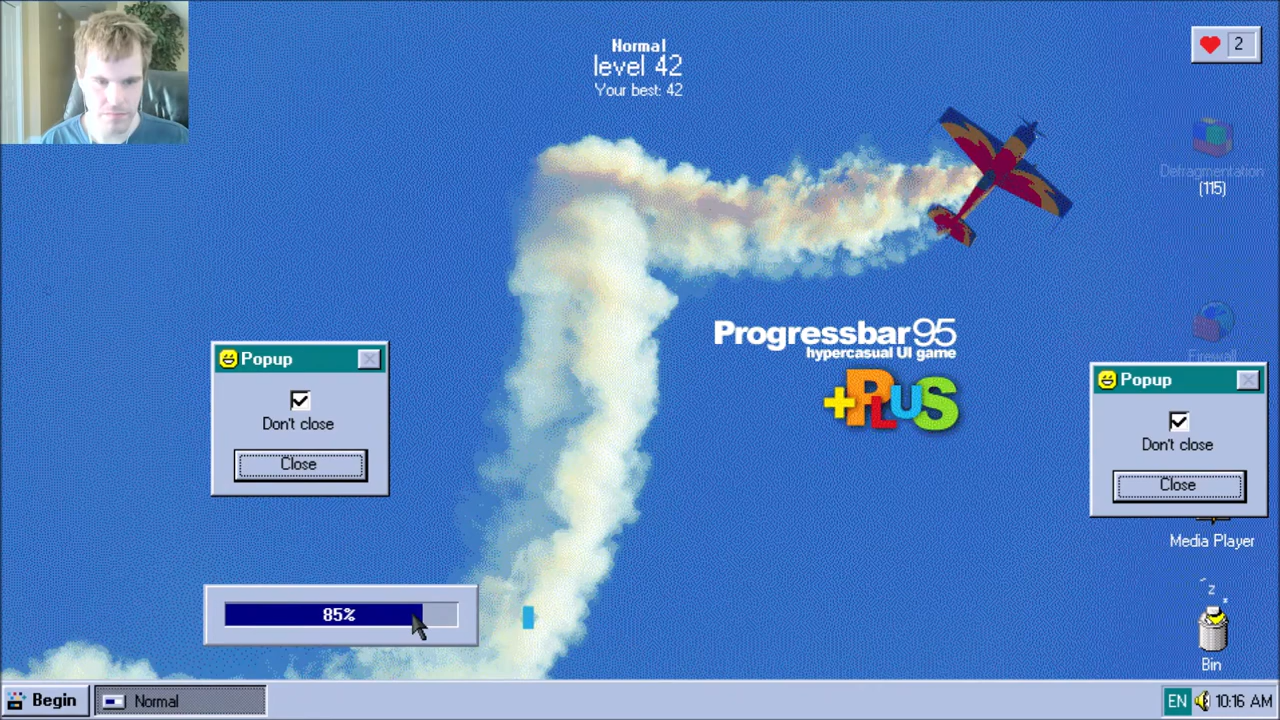 Normal
level 42
Your best: 42
2
Defragmentation
(115)
Progressbar95
hypercasual UI game
+PLUS
Firewall
Popup
Don't close
Close
Popup
Don't close
Close
Media Player
85%
z
Bin
Begin
Normal
EN
10:16 AM